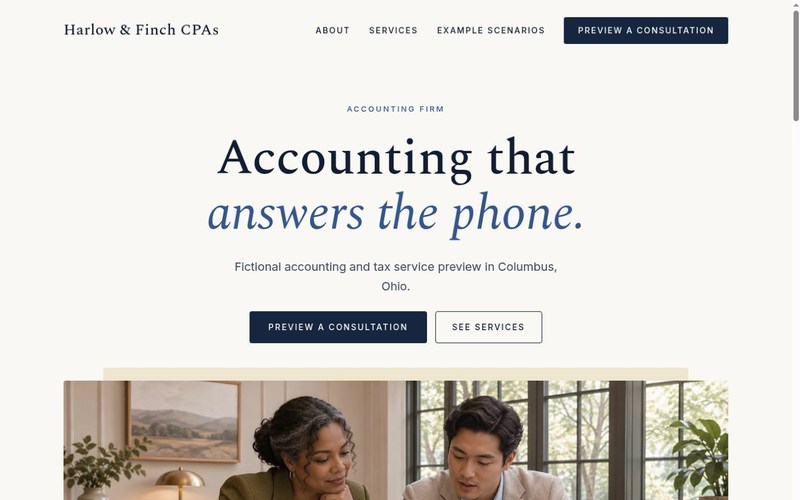 Harlow & Finch CPAs
ABOUT
SERVICES
EXAMPLE SCENARIOS
PREVIEW A CONSULTATION
ACCOUNTING FIRM
Accounting that
answers the phone.
Fictional accounting and tax service preview in Columbus,
Ohio.
PREVIEW A CONSULTATION
SEE SERVICES